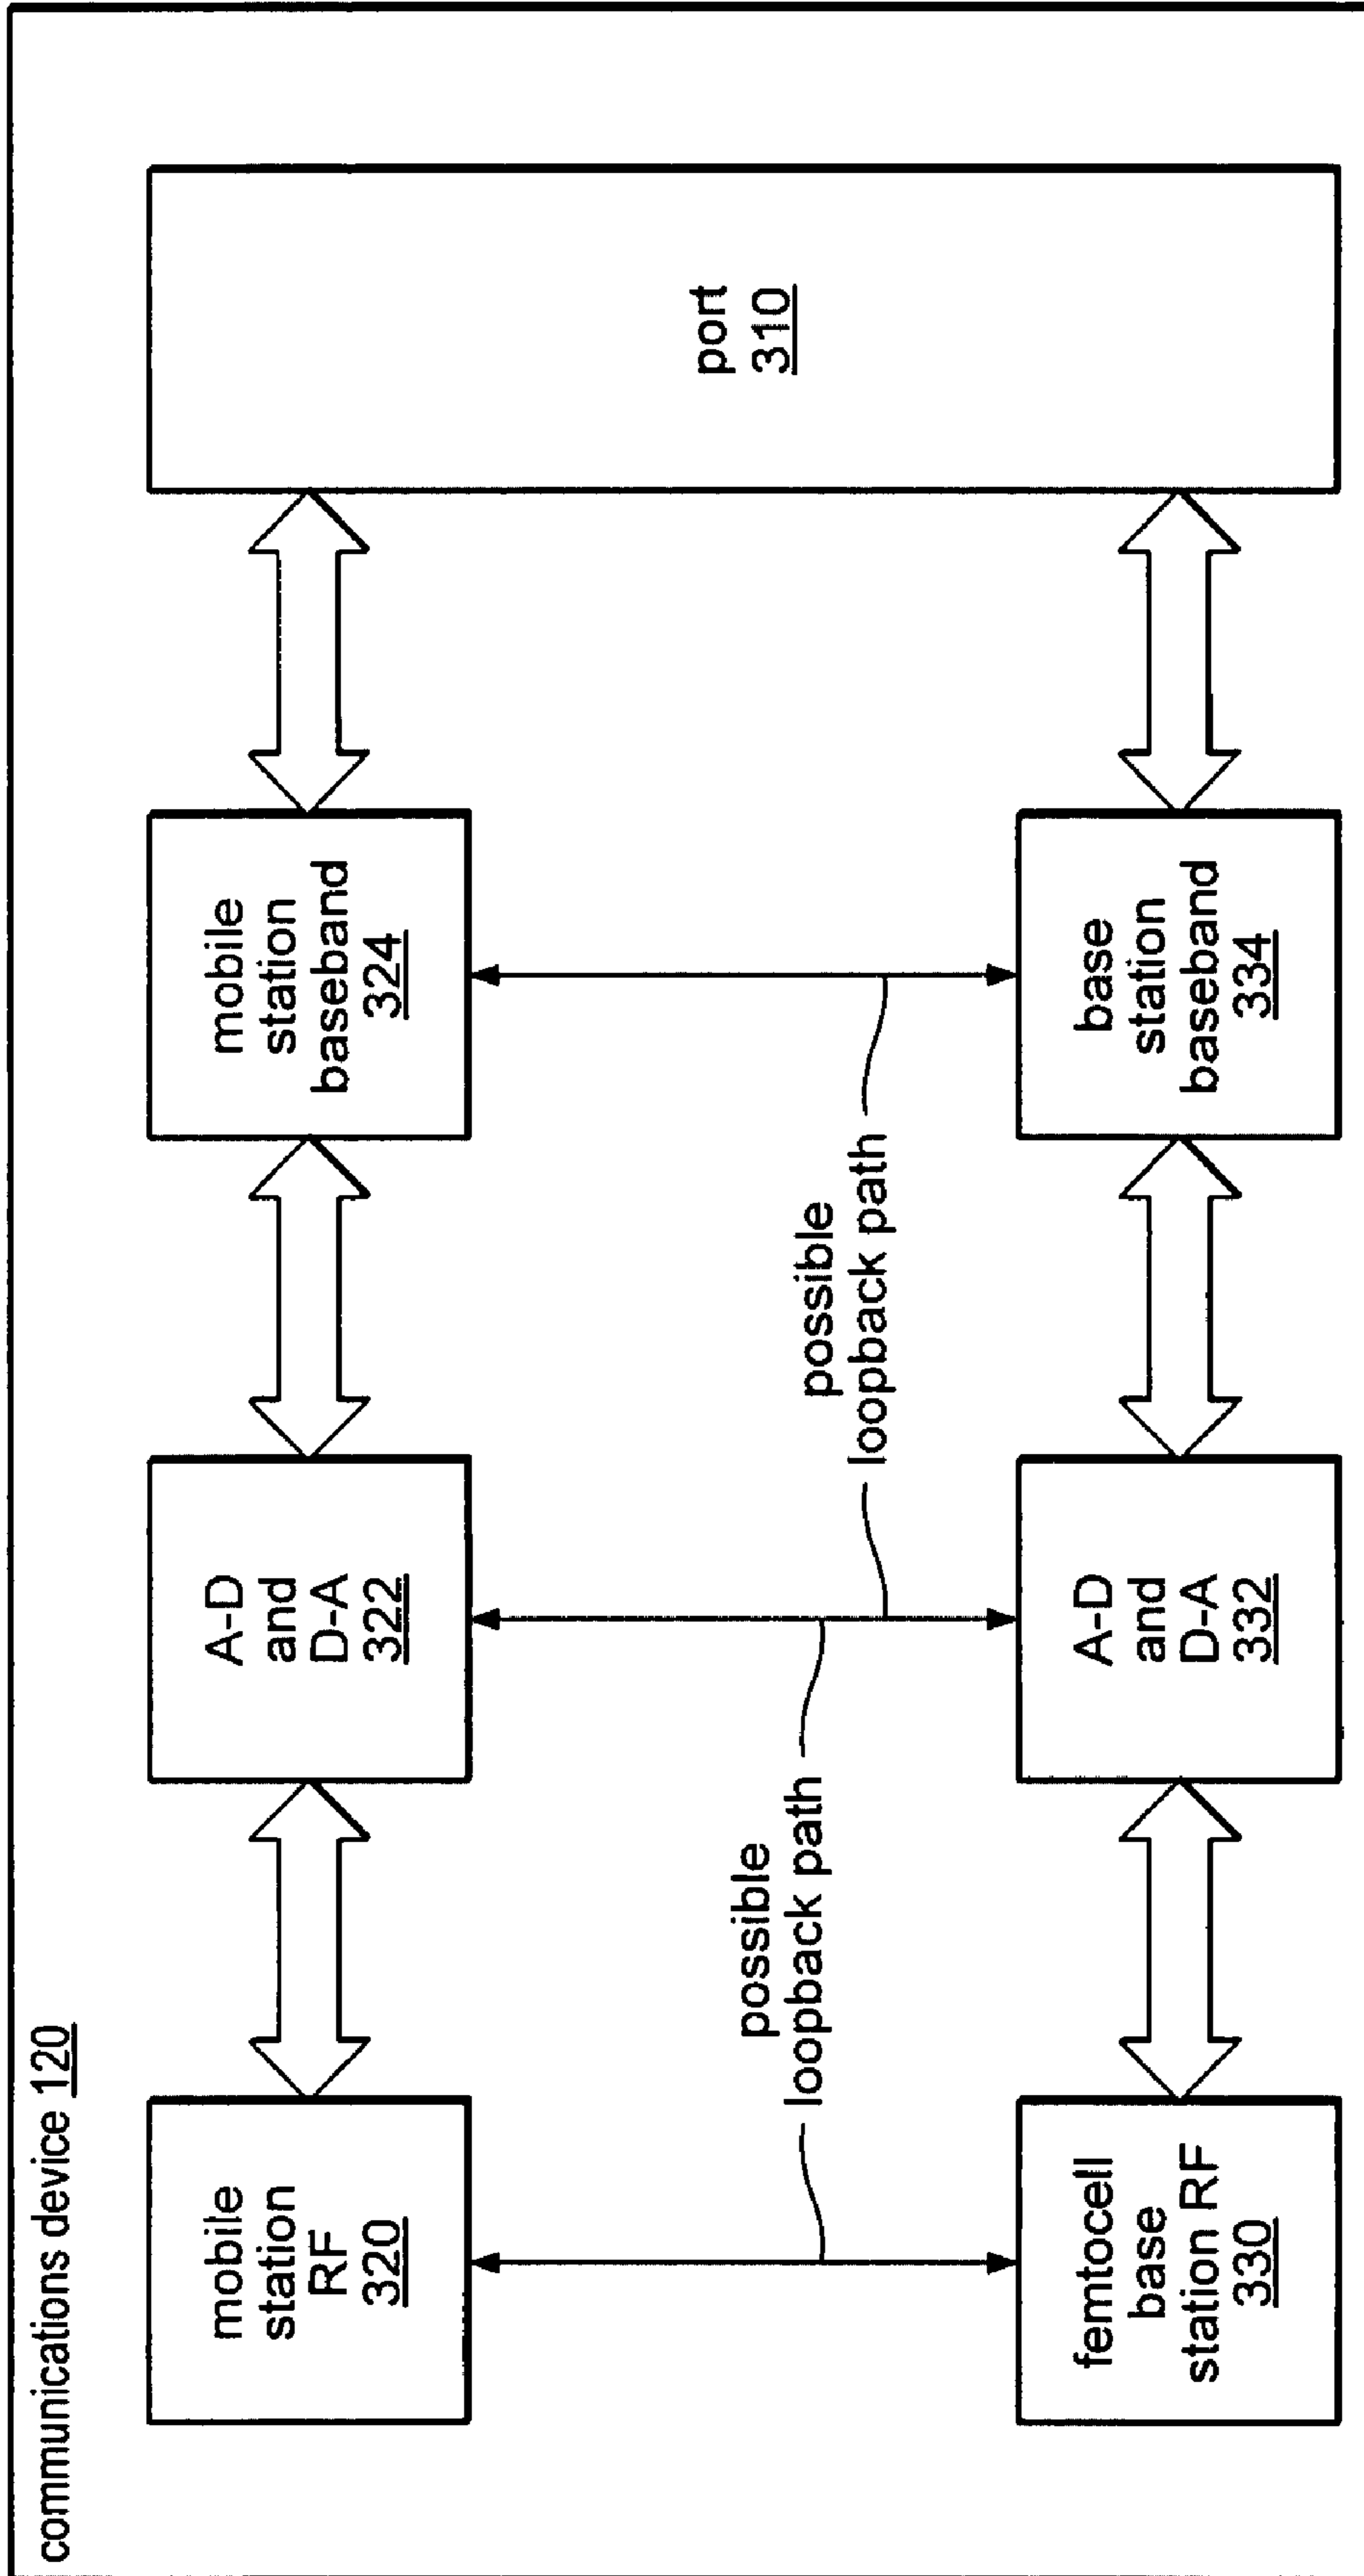 communications device 120
mobile
station
RF
320
A-D
and
D-A
322
mobile
station
baseband
324
port
310
possible
loopback path
possible
loopback path
femtocell
base
station RF
330
A-D
and
D-A
332
base
station
baseband
334